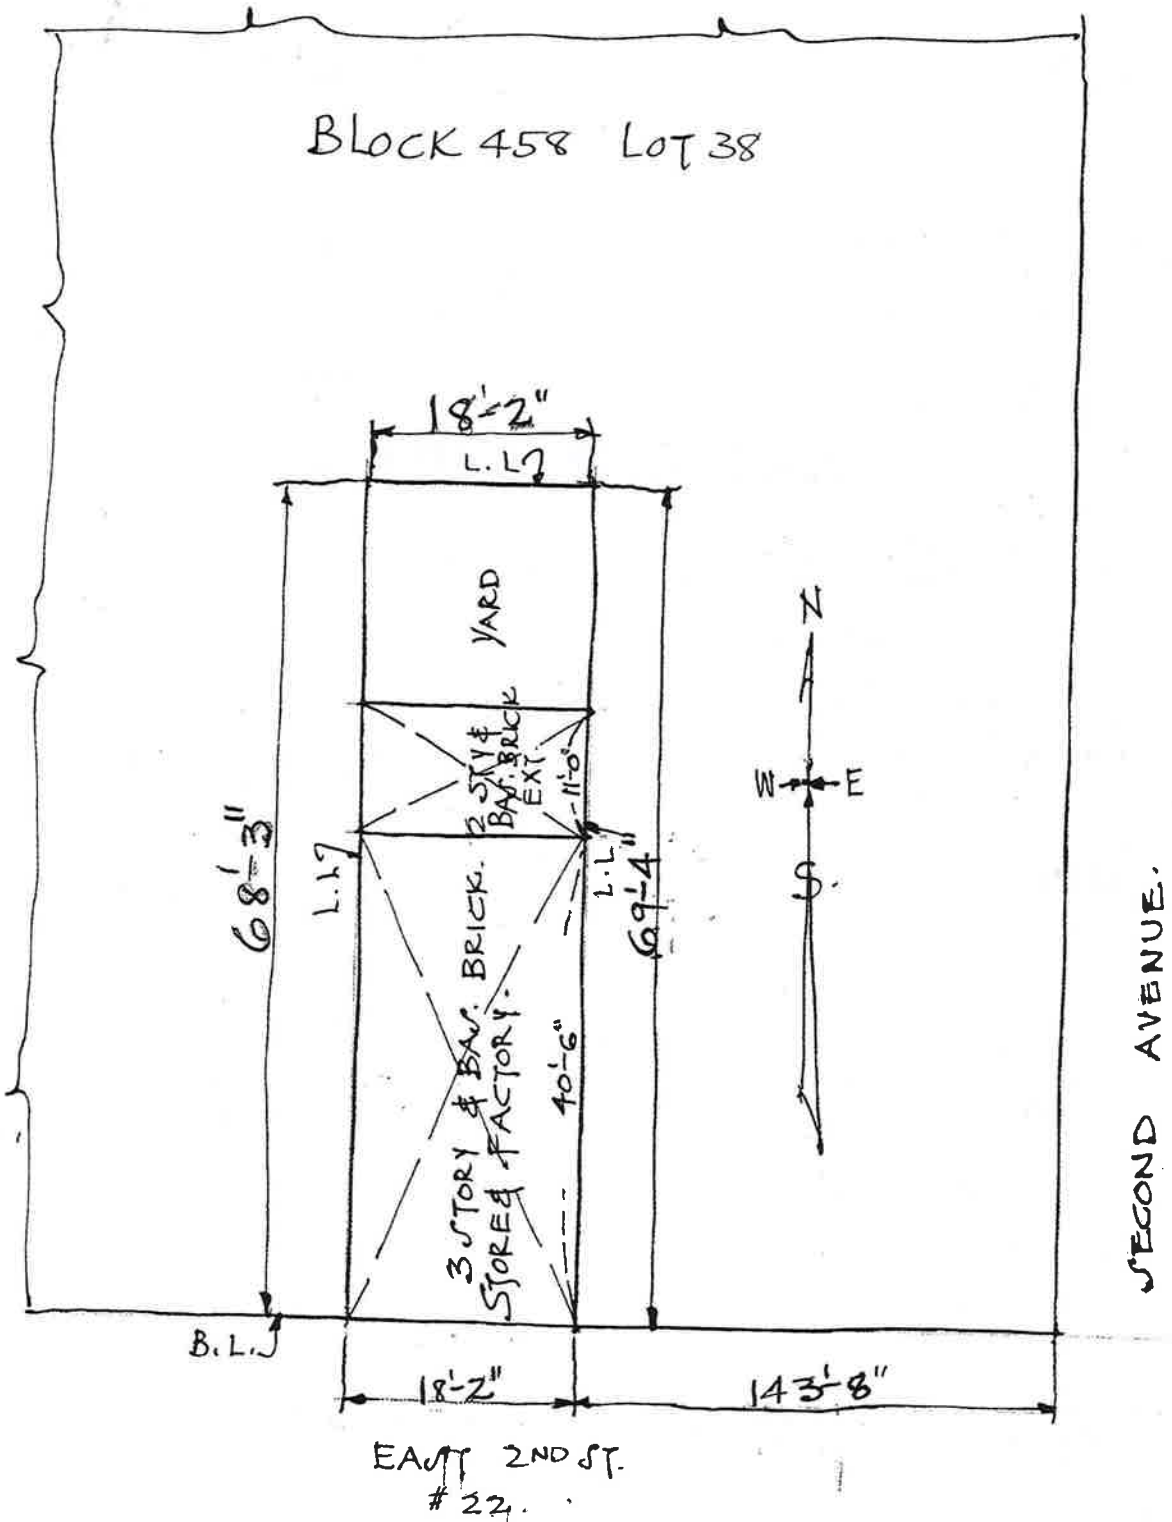 BLOCK 458 LOT 38
18'-2"
L.L
YARD
2 STY &
BAS. BRICK
EXT.
11'-0"
N
W E
S.
68'-3"
L.L
L.L
69'-4"
3 STORY & BAS. BRICK.
STORE & FACTORY.
40'-6"
SECOND AVENUE.
B.L.
18'-2"
143'-8"
EAST 2ND ST.
# 22.